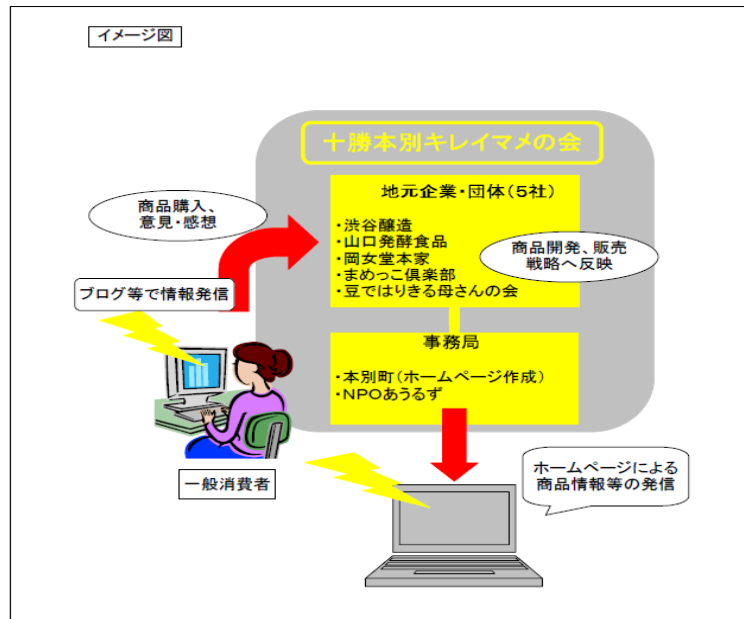 イメージ図
十勝本別キレイマメの会
地元企業・団体(5社)
・渋谷醸造
・山口発酵食品
・岡女堂本家
・まめっこ倶楽部
・豆ではりきる母さんの会
商品購入、
意見・感想
商品開発、販売
戦略へ反映
ブログ等で情報発信
事務局
・本別町(ホームページ作成)
・NPOあうるず
一般消費者
ホームページによる
商品情報等の発信